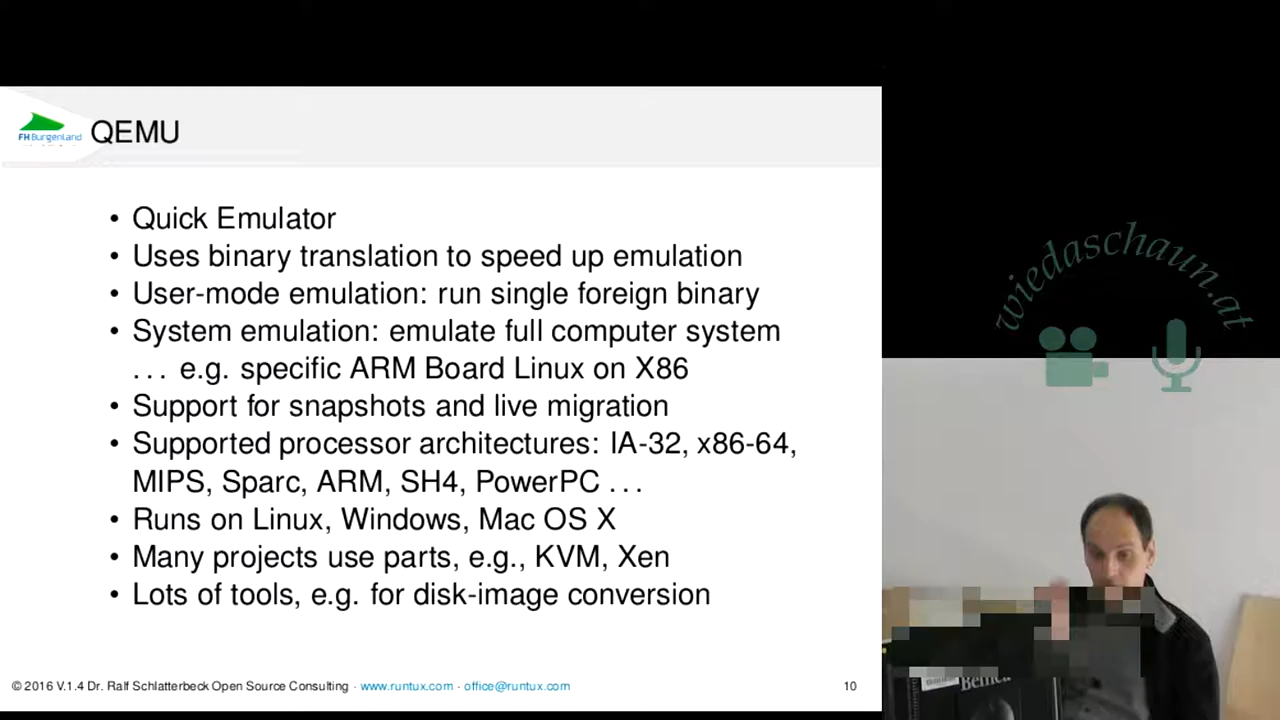 FH Burgenland
QEMU
• Quick Emulator
• Uses binary translation to speed up emulation
• User-mode emulation: run single foreign binary
• System emulation: emulate full computer system
... e.g. specific ARM Board Linux on X86
• Support for snapshots and live migration
• Supported processor architectures: IA-32, x86-64,
MIPS, Sparc, ARM, SH4, PowerPC ...
• Runs on Linux, Windows, Mac OS X
• Many projects use parts, e.g., KVM, Xen
• Lots of tools, e.g. for disk-image conversion
© 2016 V.1.4 Dr. Ralf Schlatterbeck Open Source Consulting · www.runtux.com · office@runtux.com
10
wiedaschaun.at